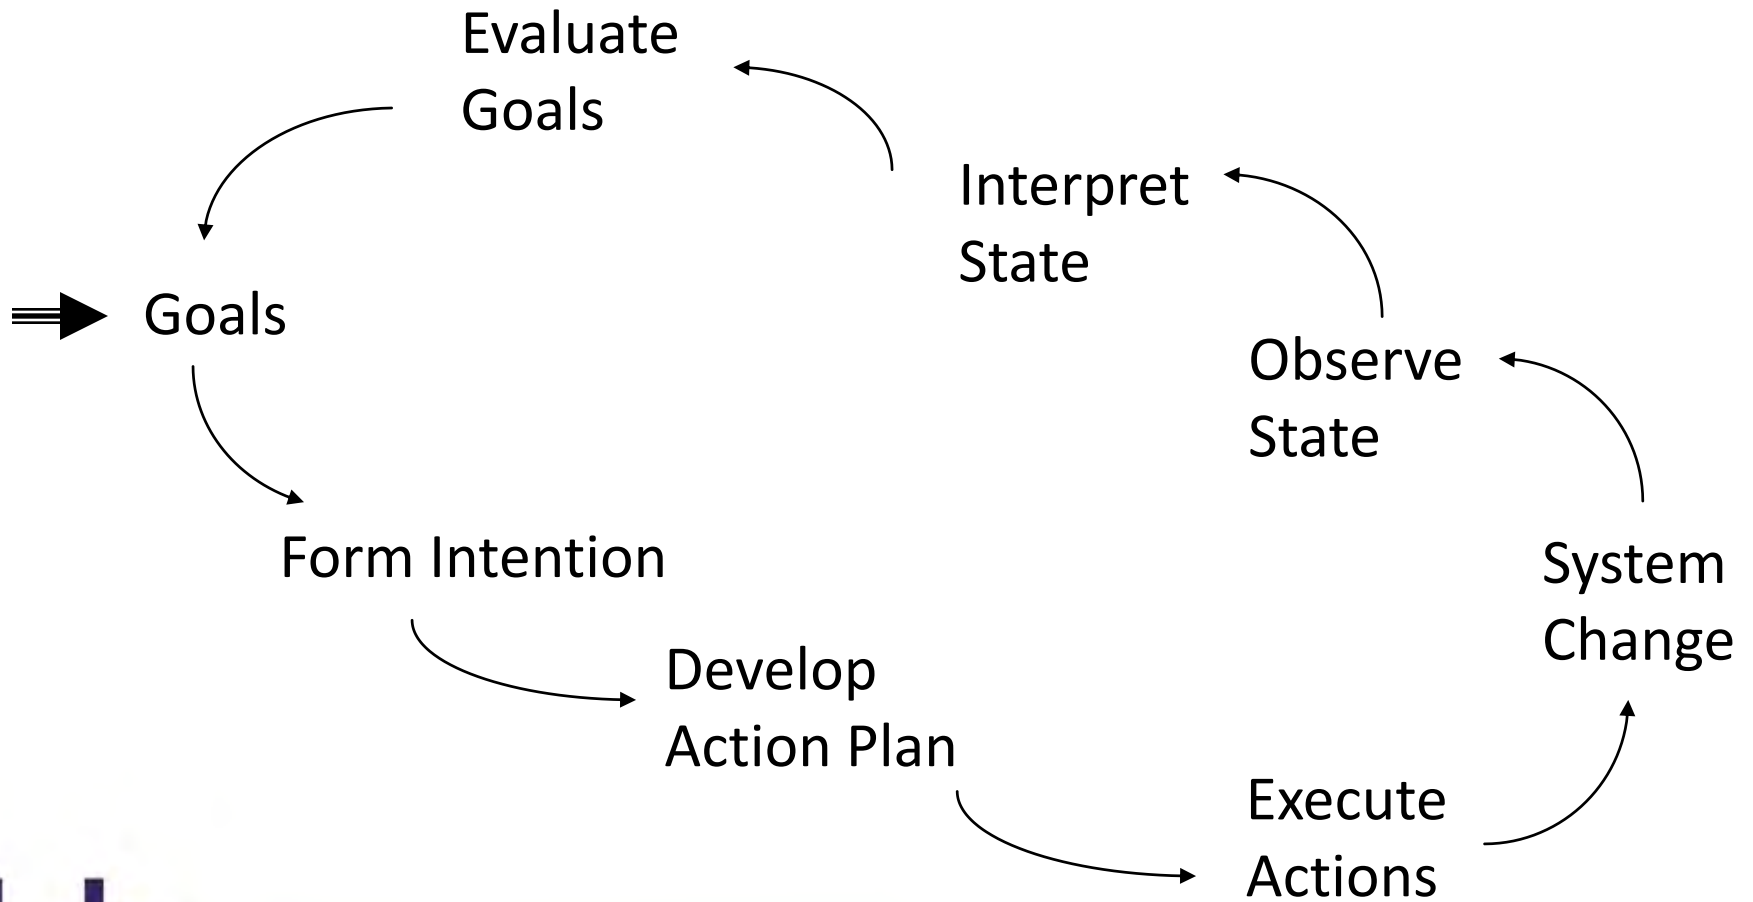 Evaluate
Goals
Interpret
State
Goals
Observe
State
Form Intention
System
Change
Develop
Action Plan
Execute
Actions